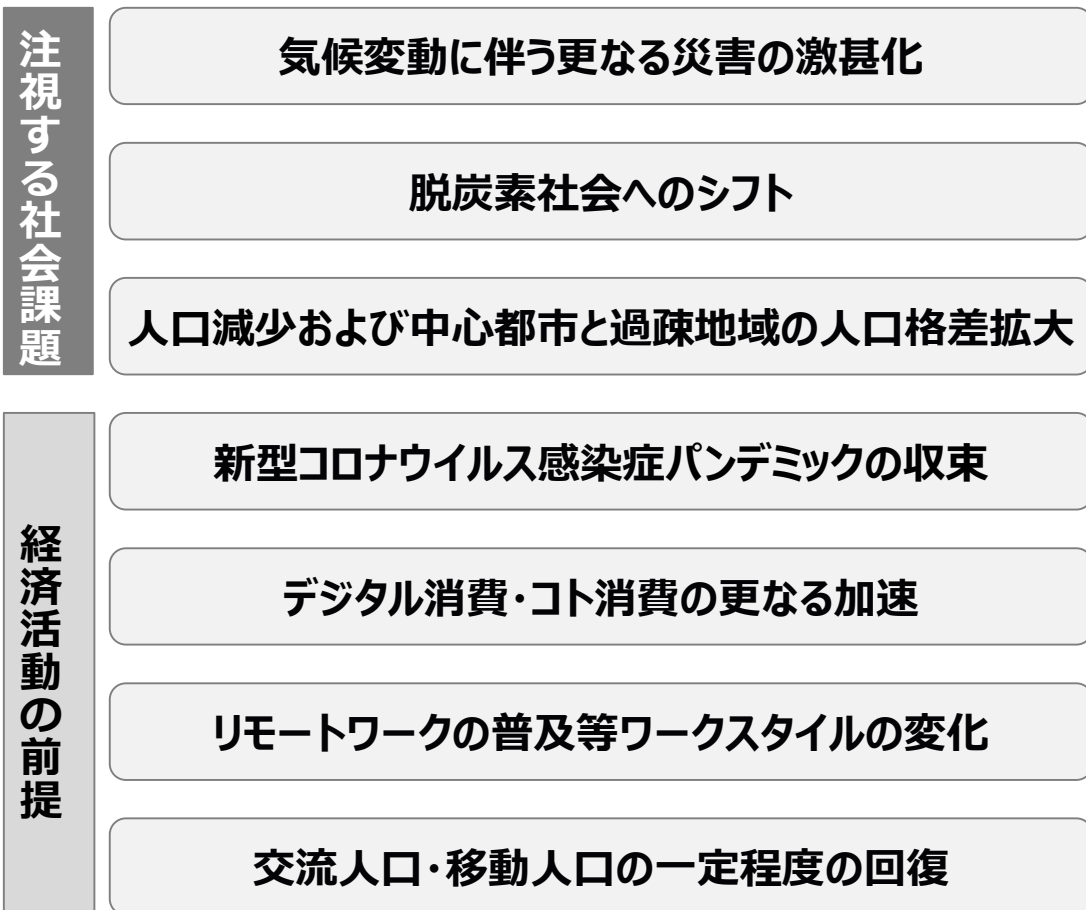 注視する社会課題
気候変動に伴う更なる災害の激甚化
脱炭素社会へのシフト
人口減少および中心都市と過疎地域の人口格差拡大
経済活動の前提
新型コロナウイルス感染症パンデミックの収束
デジタル消費・コト消費の更なる加速
リモートワークの普及等ワークスタイルの変化
交流人口・移動人口の一定程度の回復